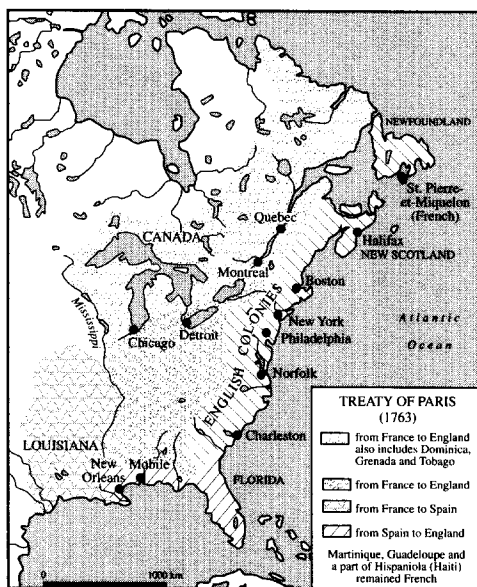 NEWFOUNDLAND
St. Pierre-
et-Miquelon
(French)
Quebec
CANADA
Halifax
NEW SCOTLAND
Montreal
Boston
Mississippi
ENGLISH COLONIES
New York
Atlantic
Ocean
Detroit
Philadelphia
Chicago
Norfolk
TREATY OF PARIS
(1763)
from France to England
also includes Dominica,
Grenada and Tobago
from France to England
from France to Spain
from Spain to England
Martinique, Guadeloupe and
a part of Hispaniola (Haiti)
remained French
Charleston
LOUISIANA
New
Orleans
Mobile
FLORIDA
0
1000 km